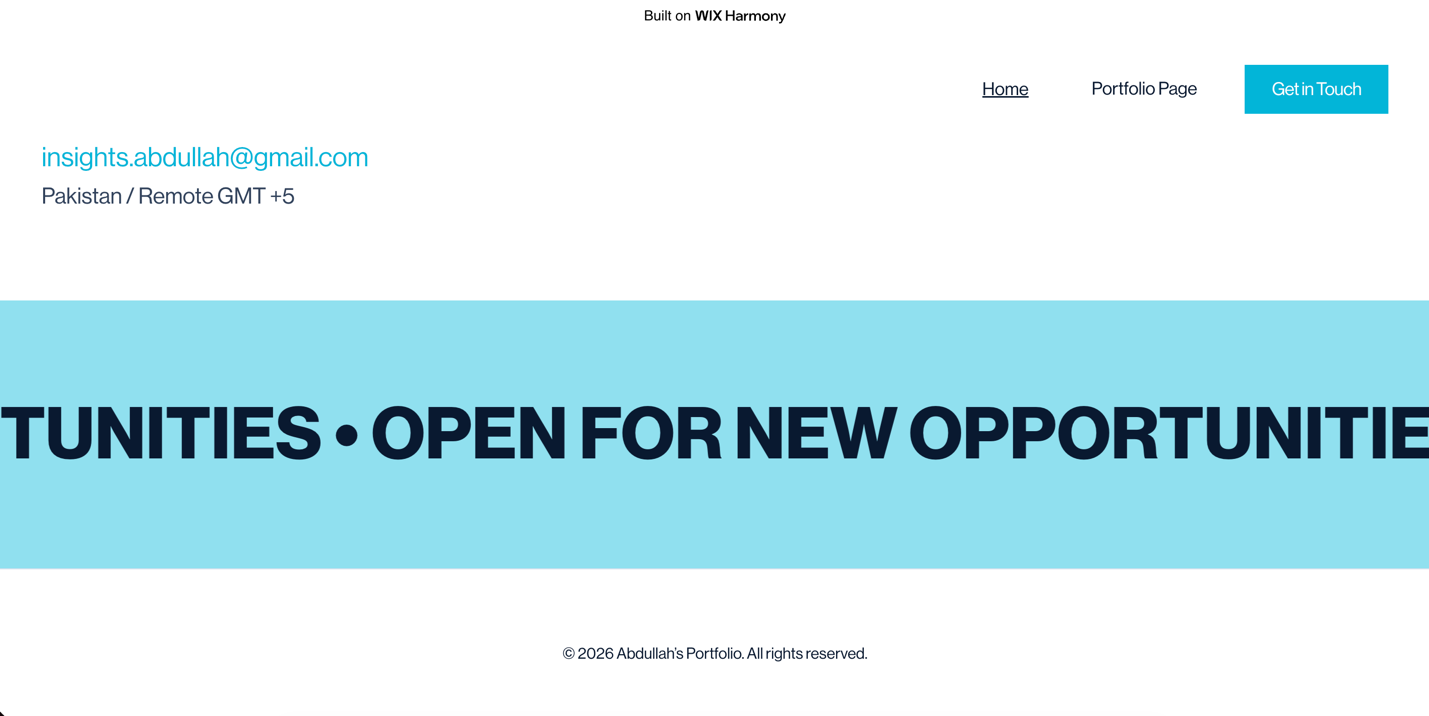 Built on WIX Harmony
Home
Portfolio Page
Get in Touch
insights.abdullah@gmail.com
Pakistan / Remote GMT +5
TUNITIES • OPEN FOR NEW OPPORTUNITIE
© 2026 Abdullah's Portfolio. All rights reserved.